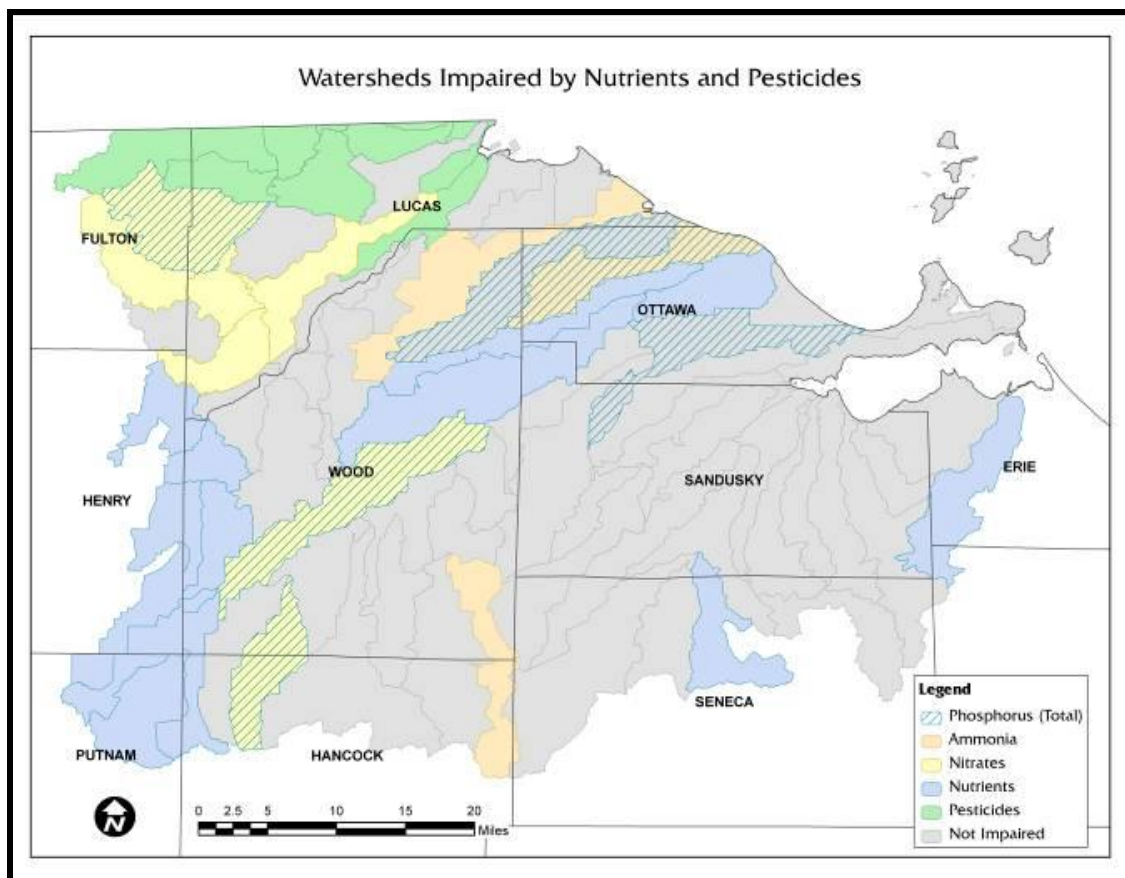 Watersheds Impaired by Nutrients and Pesticides
LUCAS
FULTON
OTTAWA
WOOD
ERIE
SANDUSKY
HENRY
SENECA
PUTNAM
HANCOCK
Legend
Phosphorus (Total)
Ammonia
Nitrates
Nutrients
Pesticides
Not Impaired
N
0 2.5 5 10 15 20
Miles